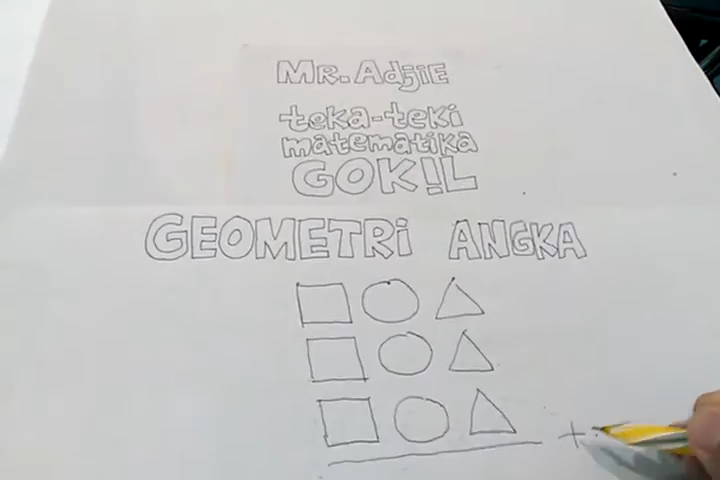 MR. AdjiE
teka-teki
matematika
GOK!L
GEOMETRi ANGKA
+